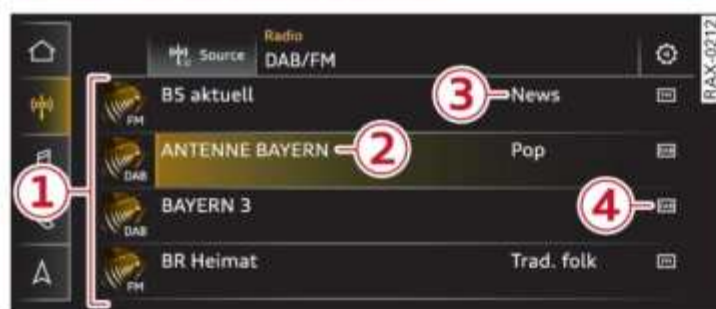 Radio
Source DAB/FM
B5 aktuell News
FM
ANTENNE BAYERN Pop
DAB
BAYERN 3
DAB
BR Heimat Trad. folk
FM
1
2
3
4
RAX-0212